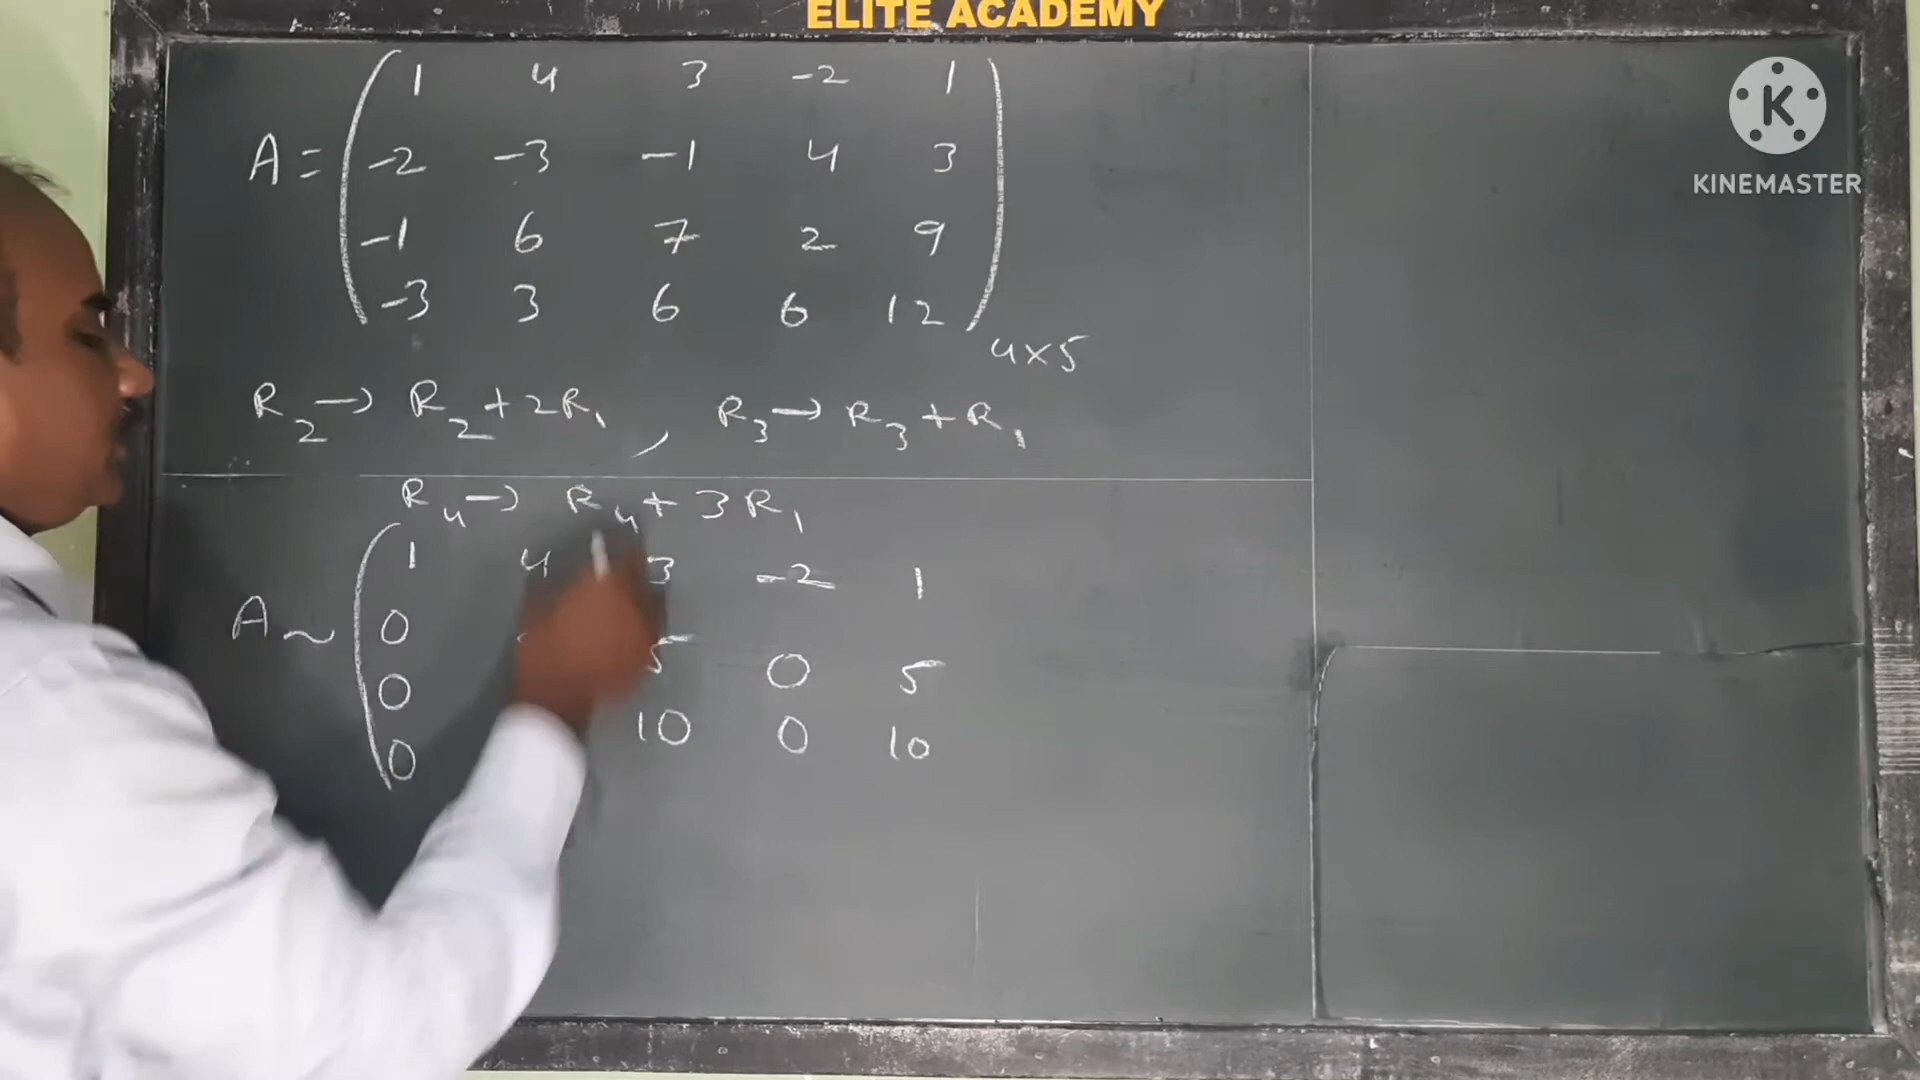 ELITE ACADEMY
K
KINEMASTER
1 4 3 -2 1
A = -2 -3 -1 4 3
-1 6 7 2 9
-3 3 6 6 12
4×5
R₂ → R₂ + 2R₁, R₃ → R₃ + R₁
R₄ → R₄ + 3R₁
1 4 3 -2 1
A ~ 0 5 0 5
0 10 0 10
0